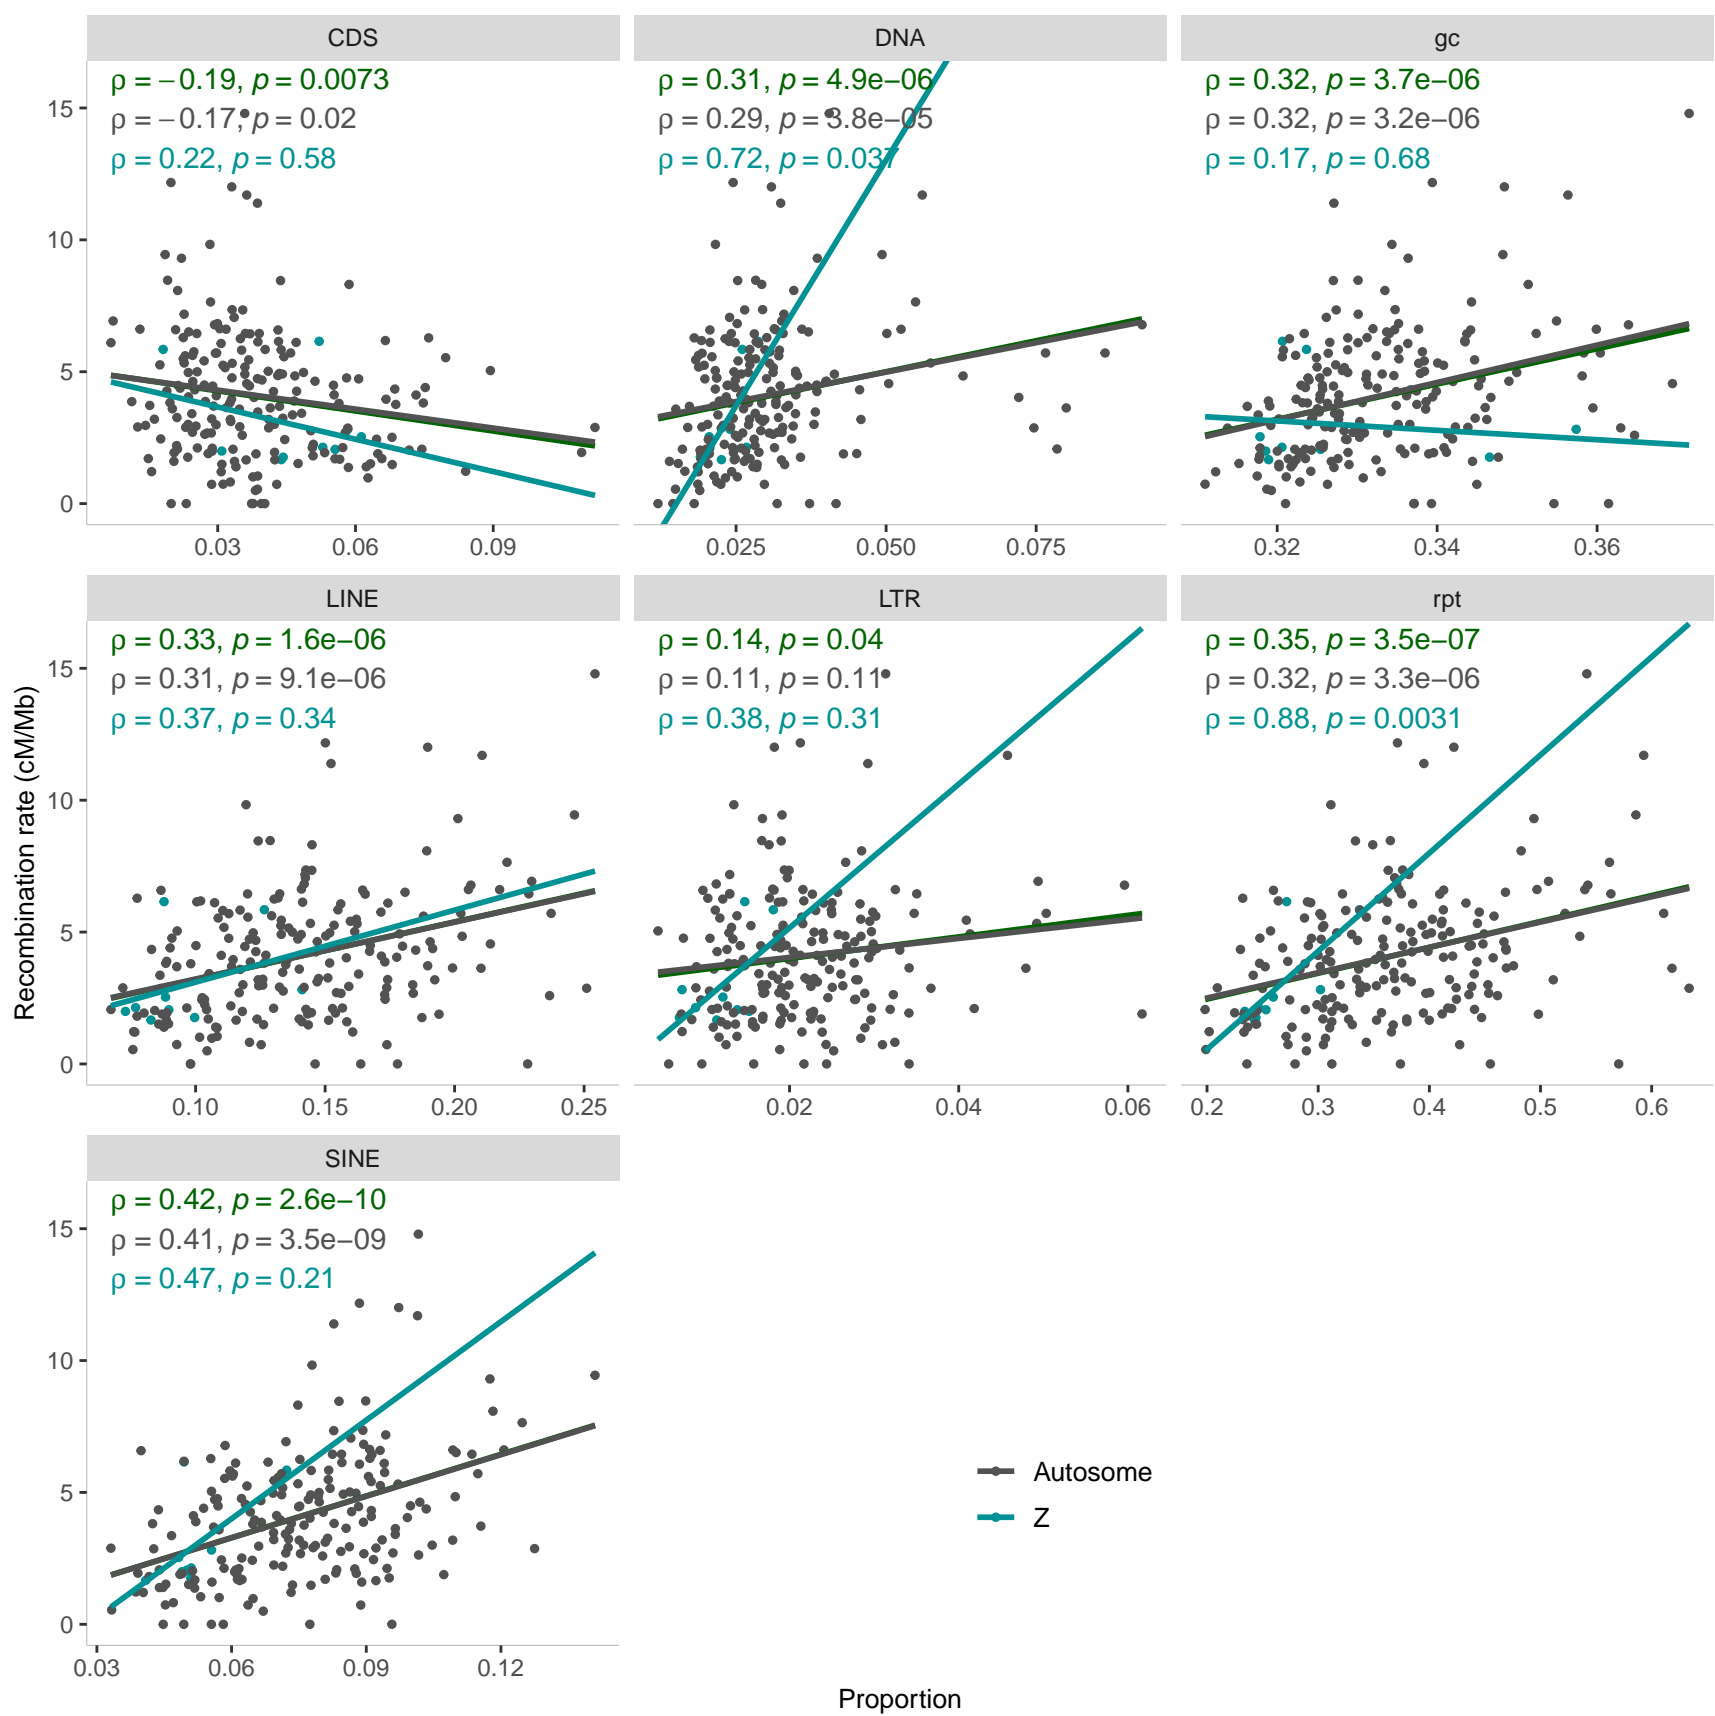 CDS
DNA
gc
ρ = −0.19, p = 0.0073
ρ = −0.17, p = 0.02
ρ = 0.22, p = 0.58
ρ = 0.31, p = 4.9e−06
ρ = 0.29, p = 3.8e−05
ρ = 0.72, p = 0.037
ρ = 0.32, p = 3.7e−06
ρ = 0.32, p = 3.2e−06
ρ = 0.17, p = 0.68
15
10
5
0
0.03 0.06 0.09
0.025 0.050 0.075
0.32 0.34 0.36
LINE
LTR
rpt
ρ = 0.33, p = 1.6e−06
ρ = 0.31, p = 9.1e−06
ρ = 0.37, p = 0.34
ρ = 0.14, p = 0.04
ρ = 0.11, p = 0.11
ρ = 0.38, p = 0.31
ρ = 0.35, p = 3.5e−07
ρ = 0.32, p = 3.3e−06
ρ = 0.88, p = 0.0031
15
10
5
0
Recombination rate (cM/Mb)
0.10 0.15 0.20 0.25
0.02 0.04 0.06
0.2 0.3 0.4 0.5 0.6
SINE
ρ = 0.42, p = 2.6e−10
ρ = 0.41, p = 3.5e−09
ρ = 0.47, p = 0.21
15
10
5
0
0.03 0.06 0.09 0.12
Autosome
Z
Proportion